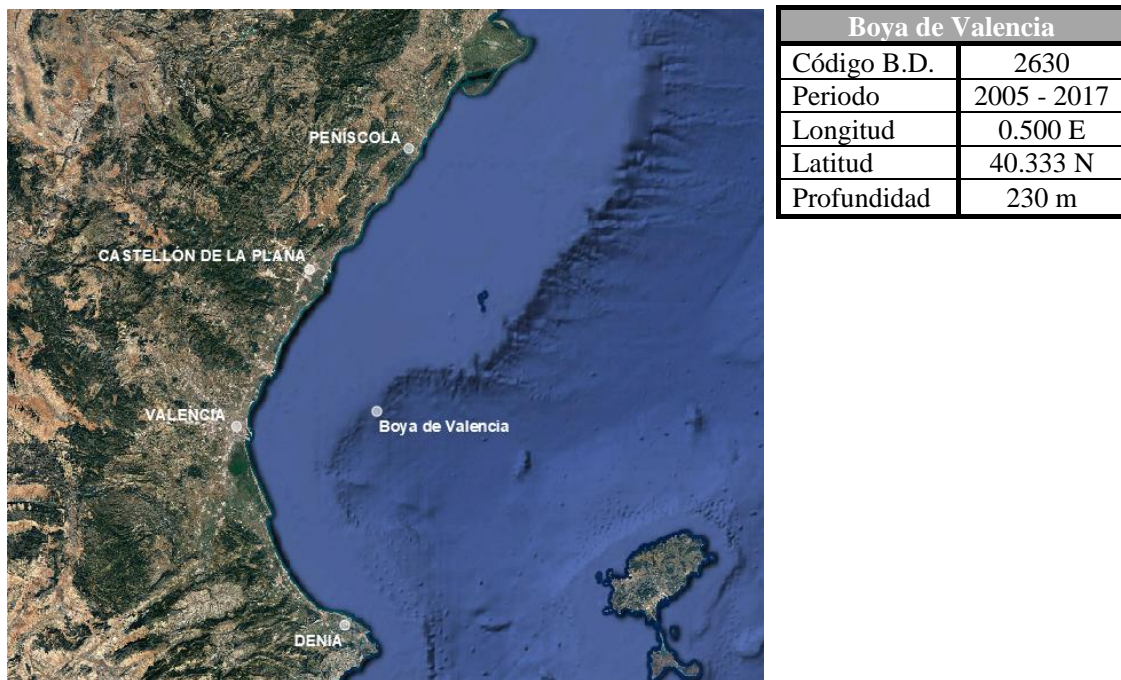 PENÍSCOLA
CASTELLÓN DE LA PLANA
VALENCIA
Boya de Valencia
DENIA
Boya de Valencia
Código B.D. 2630
Periodo 2005 - 2017
Longitud 0.500 E
Latitud 40.333 N
Profundidad 230 m